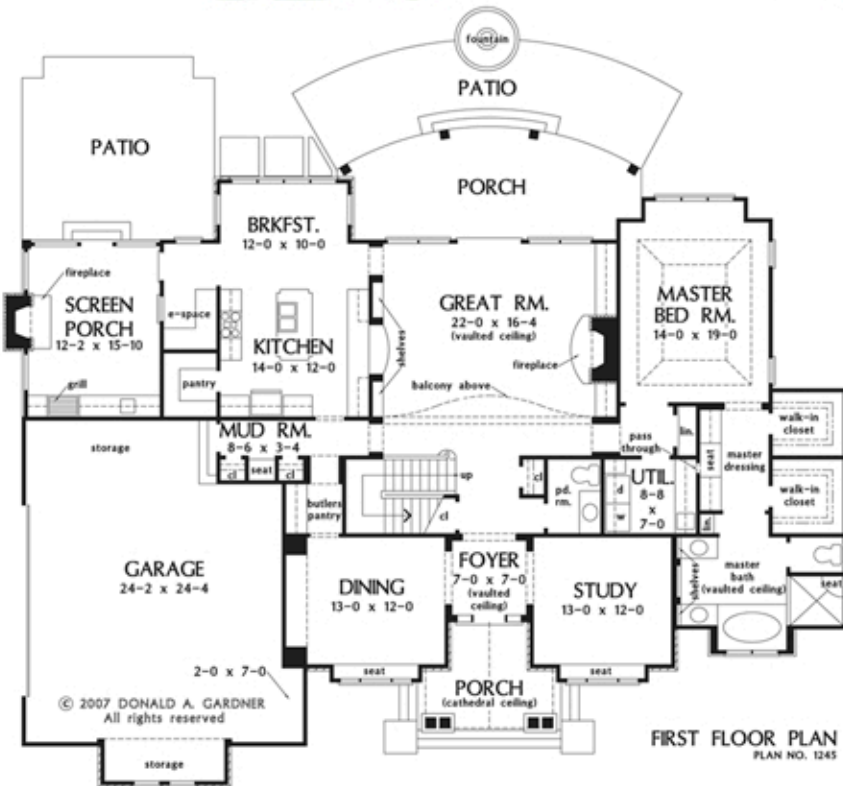 fountain
PATIO
PATIO
PORCH
BRKFST.
12-0 x 10-0
fireplace
SCREEN
PORCH
12-2 x 15-10
grill
e-space
pantry
KITCHEN
14-0 x 12-0
shelves
GREAT RM.
22-0 x 16-4
(vaulted ceiling)
fireplace
balcony above
MASTER
BED RM.
14-0 x 19-0
storage
MUD RM.
8-6 x 3-4
cl
seat
cl
butlers
pantry
up
cl
cl
pd.
rm.
pass
through
lin.
UTIL.
8-8
x
7-0
d
w
seat
lin.
master
dressing
walk-in
closet
walk-in
closet
GARAGE
24-2 x 24-4
DINING
13-0 x 12-0
FOYER
7-0 x 7-0
(vaulted
ceiling)
STUDY
13-0 x 12-0
shelves
master
bath
(vaulted ceiling)
seat
2-0 x 7-0
seat
seat
PORCH
(cathedral ceiling)
© 2007 DONALD A. GARDNER
All rights reserved
storage
FIRST FLOOR PLAN
PLAN NO. 1245